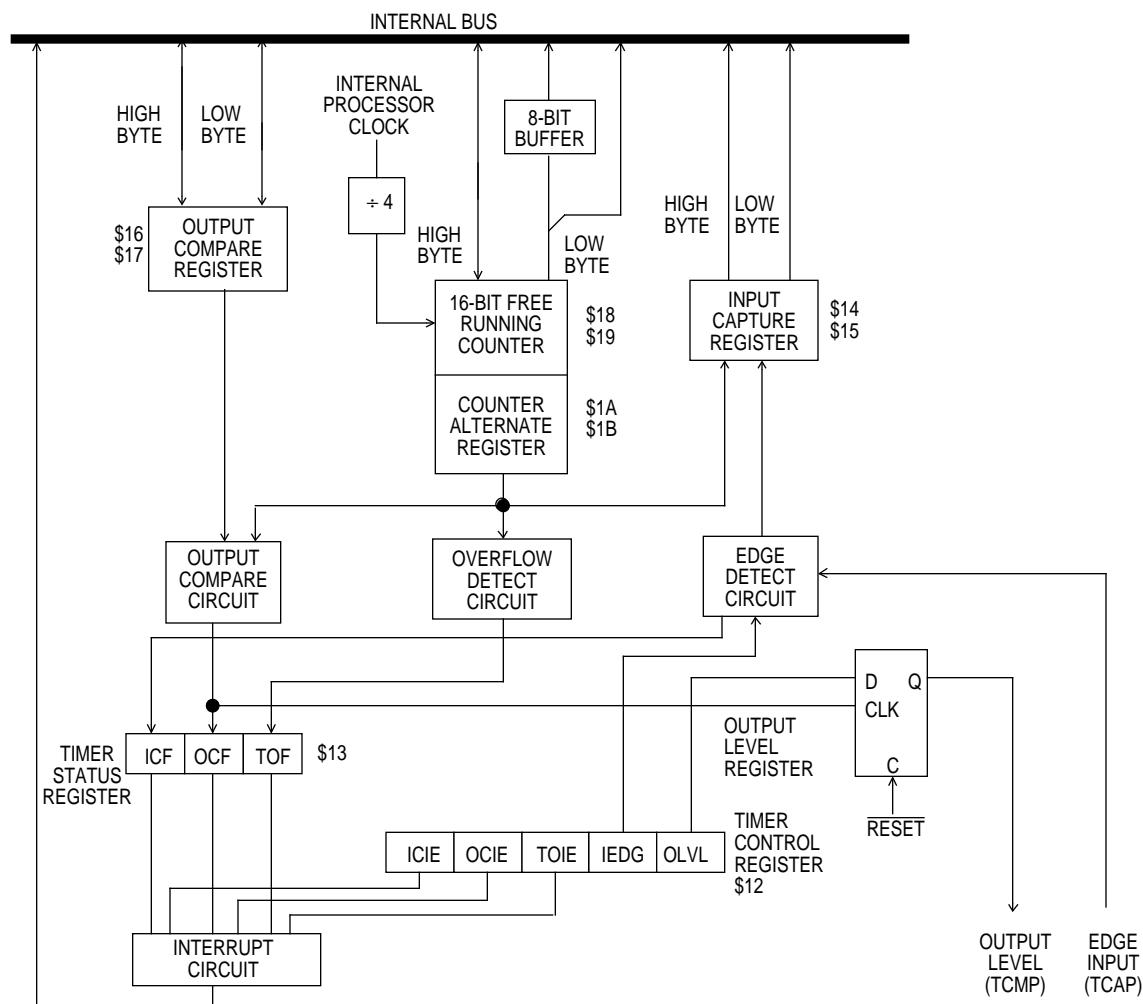 INTERNAL BUS
HIGH
BYTE
LOW
BYTE
INTERNAL
PROCESSOR
CLOCK
8-BIT
BUFFER
÷ 4
$16
$17
OUTPUT
COMPARE
REGISTER
HIGH
BYTE
LOW
BYTE
HIGH
BYTE
LOW
BYTE
16-BIT FREE
RUNNING
COUNTER
$18
$19
INPUT
CAPTURE
REGISTER
$14
$15
COUNTER
ALTERNATE
REGISTER
$1A
$1B
OUTPUT
COMPARE
CIRCUIT
OVERFLOW
DETECT
CIRCUIT
EDGE
DETECT
CIRCUIT
D Q
CLK
C
RESET
OUTPUT
LEVEL
REGISTER
TIMER
STATUS
REGISTER
ICF OCF TOF
$13
ICIE OCIE TOIE IEDG OLVL
TIMER
CONTROL
REGISTER
$12
INTERRUPT
CIRCUIT
OUTPUT
LEVEL
(TCMP)
EDGE
INPUT
(TCAP)